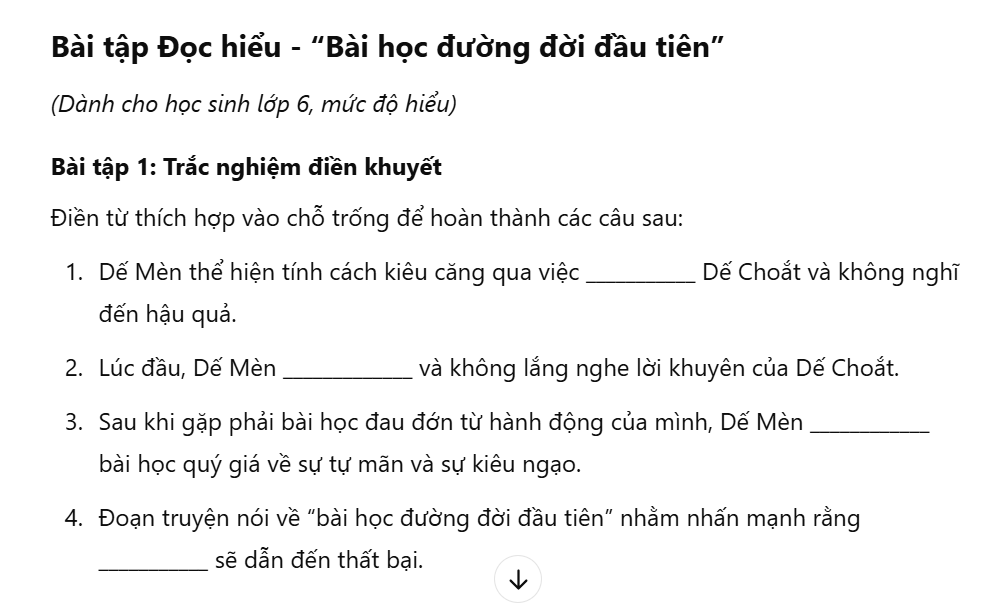 Bài tập Đọc hiểu - “Bài học đường đời đầu tiên”
(Dành cho học sinh lớp 6, mức độ hiểu)
Bài tập 1: Trắc nghiệm điền khuyết
Điền từ thích hợp vào chỗ trống để hoàn thành các câu sau:
1. Dế Mèn thể hiện tính cách kiêu căng qua việc ___________ Dế Choắt và không nghĩ
đến hậu quả.
2. Lúc đầu, Dế Mèn _____________ và không lắng nghe lời khuyên của Dế Choắt.
3. Sau khi gặp phải bài học đau đớn từ hành động của mình, Dế Mèn ____________
bài học quý giá về sự tự mãn và sự kiêu ngạo.
4. Đoạn truyện nói về “bài học đường đời đầu tiên” nhằm nhấn mạnh rằng
___________ sẽ dẫn đến thất bại.